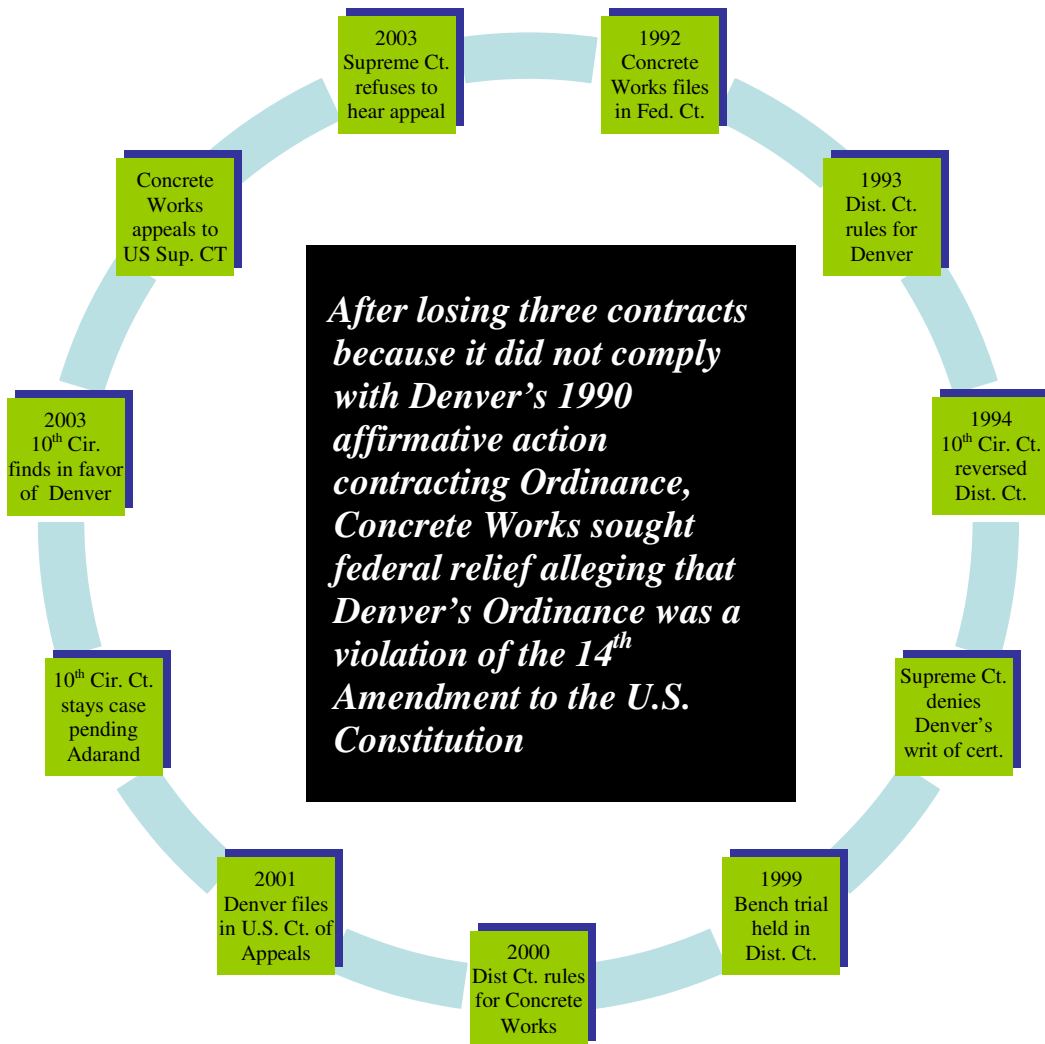 1992
Concrete
Works files
in Fed. Ct.
1993
Dist. Ct.
rules for
Denver
1994
10th Cir. Ct.
reversed
Dist. Ct.
Supreme Ct.
denies
Denver's
writ of cert.
1999
Bench trial
held in
Dist. Ct.
2000
Dist Ct. rules
for Concrete
Works
2001
Denver files
in U.S. Ct. of
Appeals
10th Cir. Ct.
stays case
pending
Adarand
2003
10th Cir.
finds in favor
of Denver
Concrete
Works
appeals to
US Sup. CT
2003
Supreme Ct.
refuses to
hear appeal
After losing three contracts
because it did not comply
with Denver's 1990
affirmative action
contracting Ordinance,
Concrete Works sought
federal relief alleging that
Denver's Ordinance was a
violation of the 14th
Amendment to the U.S.
Constitution